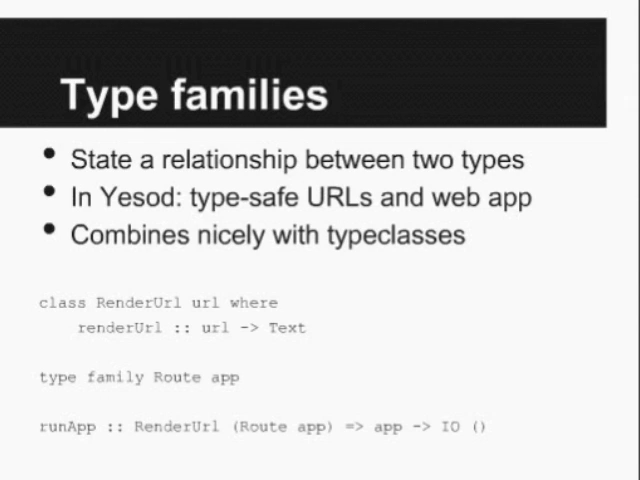 Type families
• State a relationship between two types
• In Yesod: type-safe URLs and web app
• Combines nicely with typeclasses
class RenderUrl url where
    renderUrl :: url -> Text
type family Route app
runApp :: RenderUrl (Route app) => app -> IO ()